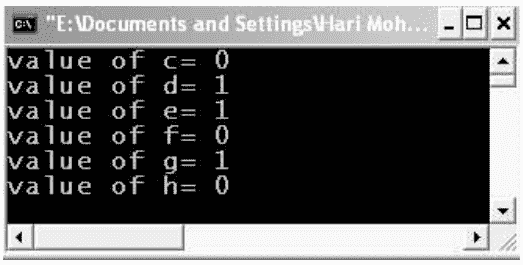 "E:\Documents and Settings\Hari Moh...
value of c= 0
value of d= 1
value of e= 1
value of f= 0
value of g= 1
value of h= 0